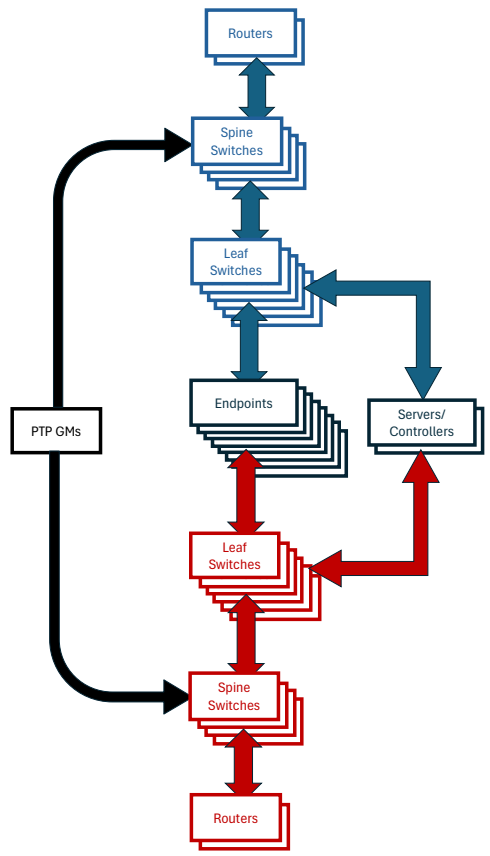 Routers
Spine
Switches
Leaf
Switches
Endpoints
Servers/
Controllers
PTP GMs
Leaf
Switches
Spine
Switches
Routers